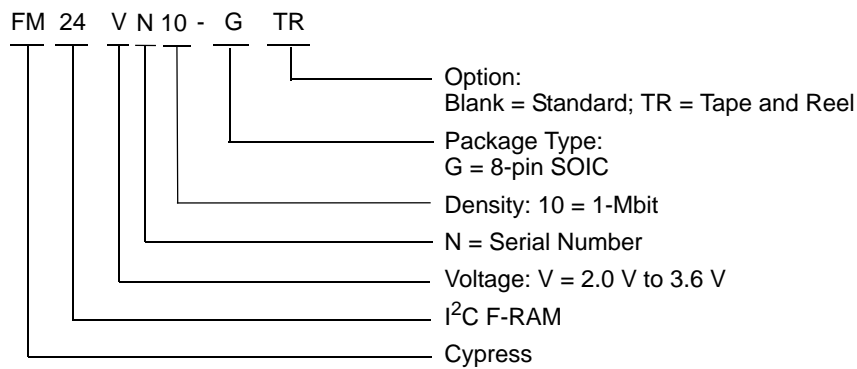 FM 24 V N 10 - G TR
Option:
Blank = Standard; TR = Tape and Reel
Package Type:
G = 8-pin SOIC
Density: 10 = 1-Mbit
N = Serial Number
Voltage: V = 2.0 V to 3.6 V
I2C F-RAM
Cypress